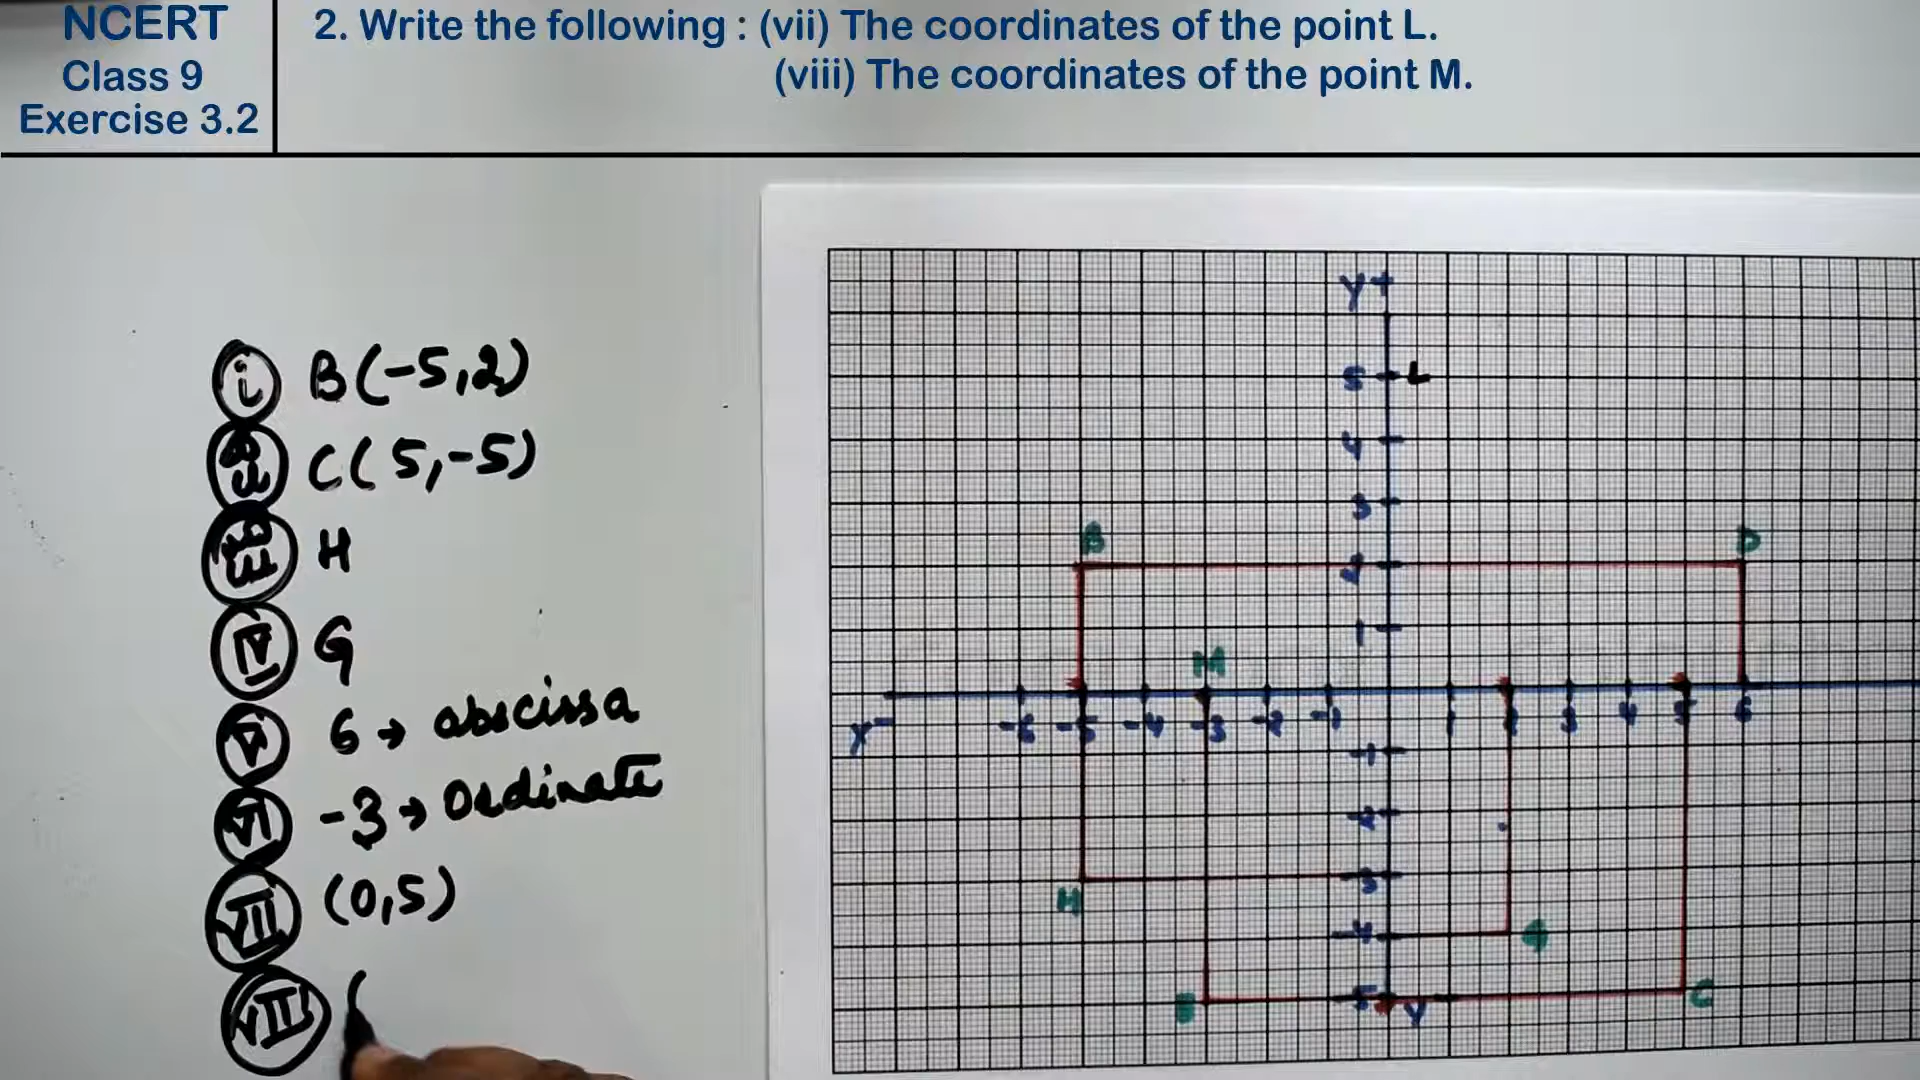 NCERT
Class 9
Exercise 3.2
2. Write the following : (vii) The coordinates of the point L.
(viii) The coordinates of the point M.
i B(-5,2)
ii C(5,-5)
iii H
IV G
V 6 → abscissa
VI -3 → Ordinate
VII (0,5)
VIII (
Y
5 L
4
3
B D
2
1
M
X' -6 -5 -4 -3 -2 -1 1 2 3 4 5 6
-1
-2
H -3
-4 G
E -5 Y' C